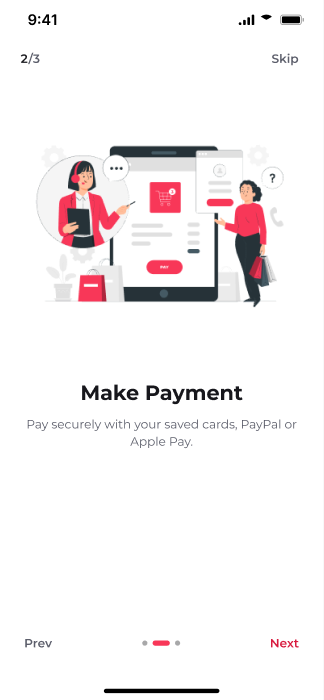 9:41
2/3
Skip
?
PAY
Make Payment
Pay securely with your saved cards, PayPal or
Apple Pay.
Prev
Next